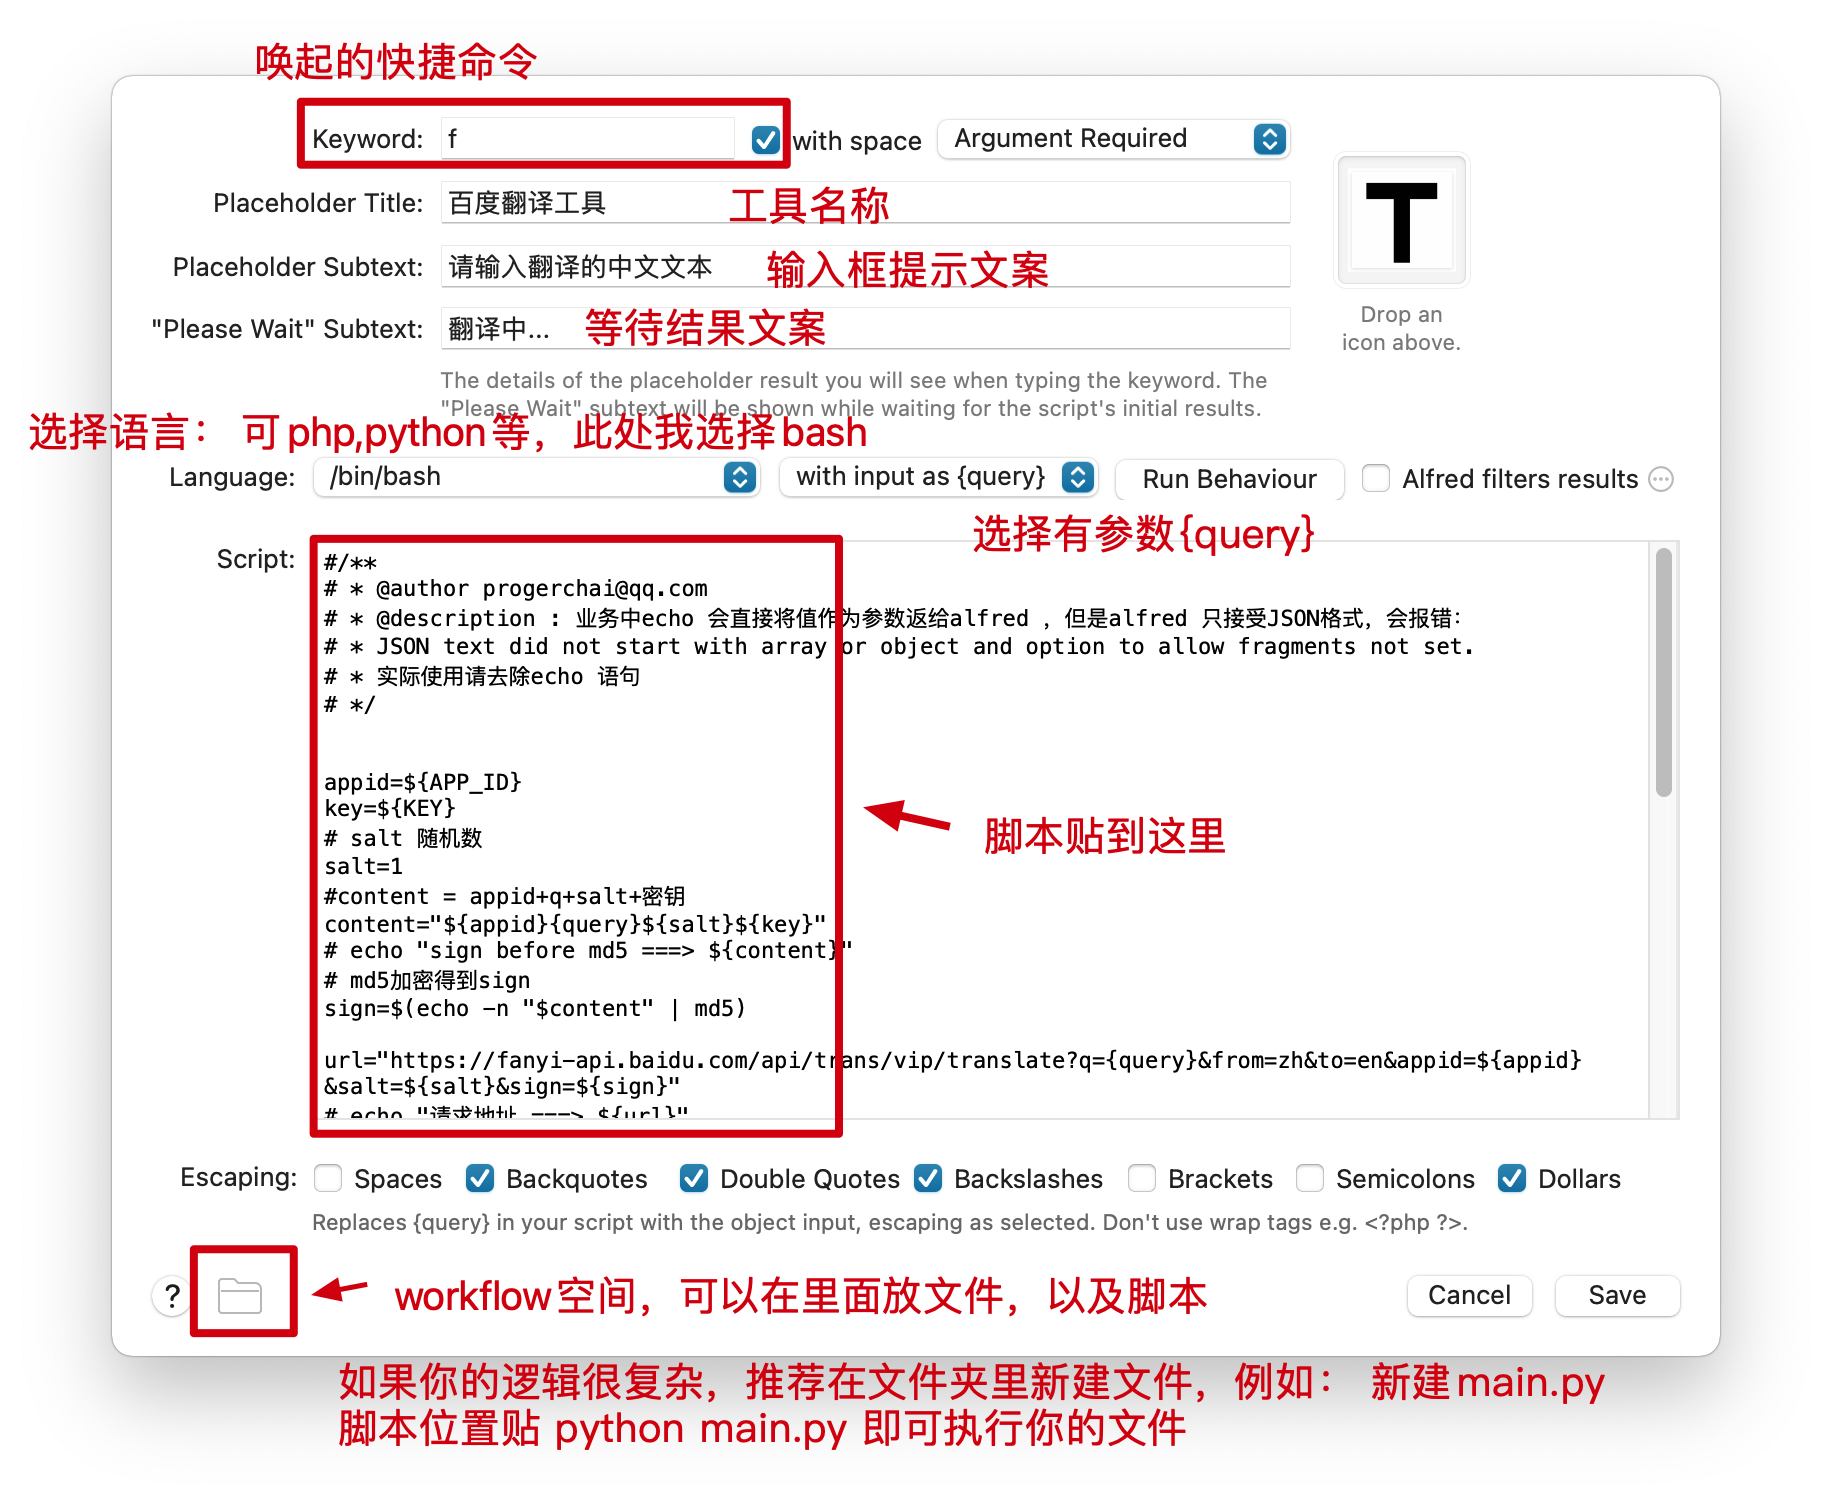 唤起的快捷命令
Keyword: f with space Argument Required
Placeholder Title: 百度翻译工具 工具名称
Placeholder Subtext: 请输入翻译的中文文本 输入框提示文案
"Please Wait" Subtext: 翻译中... 等待结果文案
T
Drop an
icon above.
The details of the placeholder result you will see when typing the keyword. The
"Please Wait" subtext will be shown while waiting for the script's initial results.
选择语言： 可php,python等，此处我选择bash
Language: /bin/bash with input as {query} Run Behaviour Alfred filters results
选择有参数{query}
Script:
#/**
# * @author progerchai@qq.com
# * @description : 业务中echo 会直接将值作为参数返给alfred ，但是alfred 只接受JSON格式，会报错：
# * JSON text did not start with array or object and option to allow fragments not set.
# * 实际使用请去除echo 语句
# */
appid=${APP_ID}
key=${KEY}
# salt 随机数
salt=1
#content = appid+q+salt+密钥
content="${appid}{query}${salt}${key}"
# echo "sign before md5 ===> ${content}"
# md5加密得到sign
sign=$(echo -n "$content" | md5)
脚本贴到这里
url="https://fanyi-api.baidu.com/api/trans/vip/translate?q={query}&from=zh&to=en&appid=${appid}
&salt=${salt}&sign=${sign}"
# echo "请求地址 ===> ${url}"
Escaping: Spaces Backquotes Double Quotes Backslashes Brackets Semicolons Dollars
Replaces {query} in your script with the object input, escaping as selected. Don't use wrap tags e.g. <?php ?>.
? workflow空间，可以在里面放文件，以及脚本 Cancel Save
如果你的逻辑很复杂，推荐在文件夹里新建文件，例如： 新建main.py
脚本位置贴 python main.py 即可执行你的文件